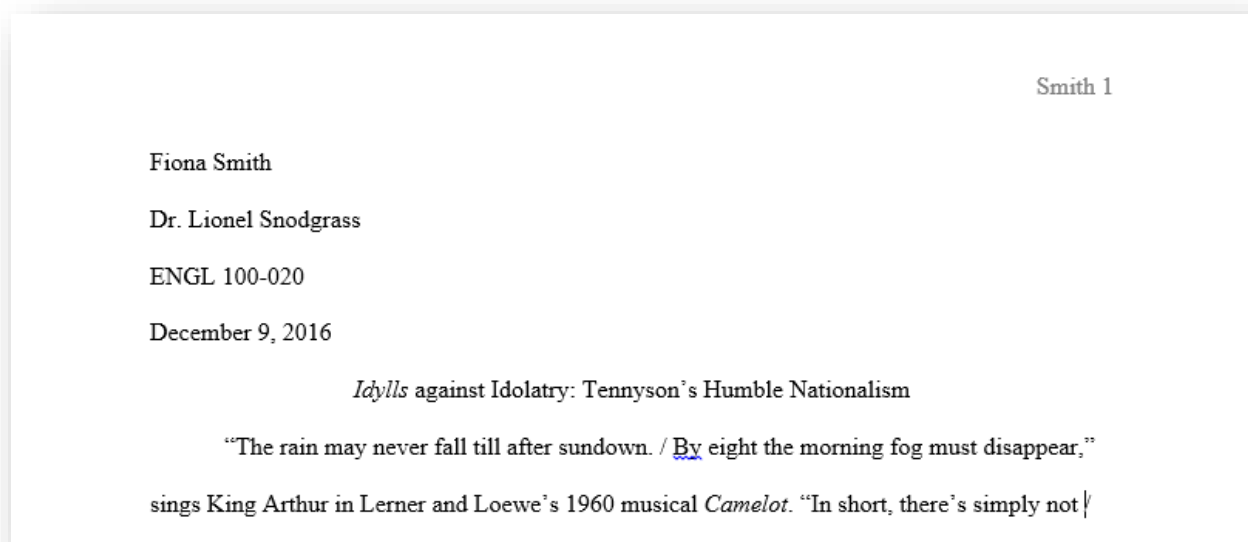 Smith 1
Fiona Smith
Dr. Lionel Snodgrass
ENGL 100-020
December 9, 2016
Idylls against Idolatry: Tennyson’s Humble Nationalism
“The rain may never fall till after sundown. / By eight the morning fog must disappear,”
sings King Arthur in Lerner and Loewe’s 1960 musical Camelot. “In short, there’s simply not /